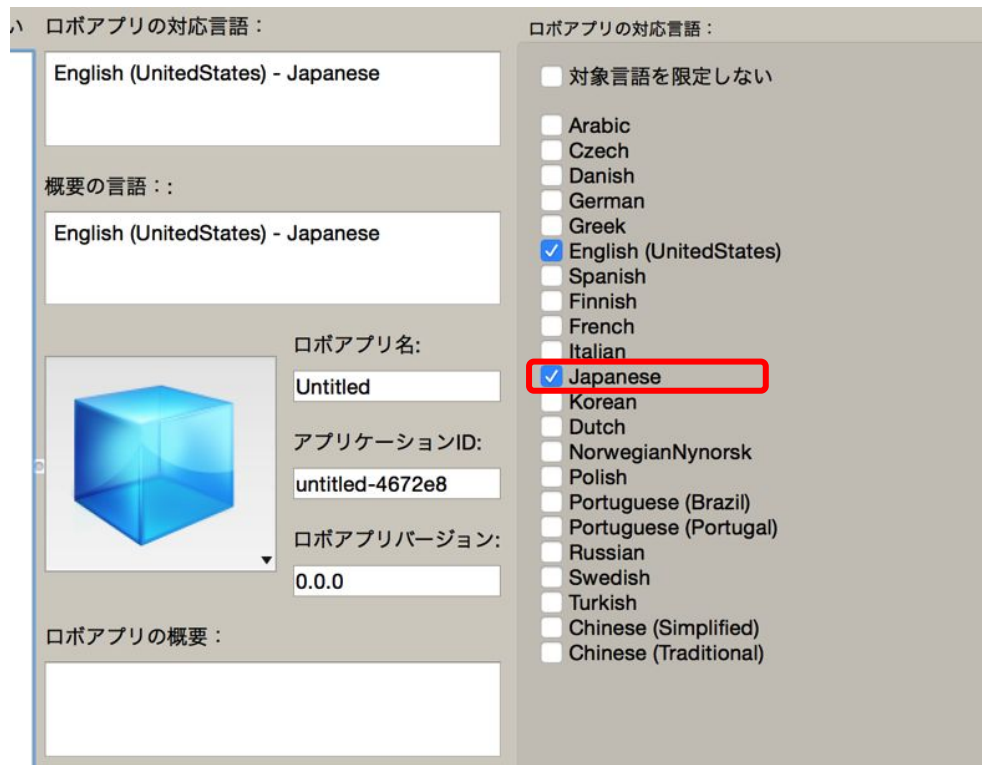 い
ロボアプリの対応言語：
English (UnitedStates) - Japanese
概要の言語：:
English (UnitedStates) - Japanese
ロボアプリ名:
Untitled
アプリケーションID:
untitled-4672e8
ロボアプリバージョン:
0.0.0
ロボアプリの概要：
ロボアプリの対応言語：
対象言語を限定しない
Arabic
Czech
Danish
German
Greek
English (UnitedStates)
Spanish
Finnish
French
Italian
Japanese
Korean
Dutch
NorwegianNynorsk
Polish
Portuguese (Brazil)
Portuguese (Portugal)
Russian
Swedish
Turkish
Chinese (Simplified)
Chinese (Traditional)